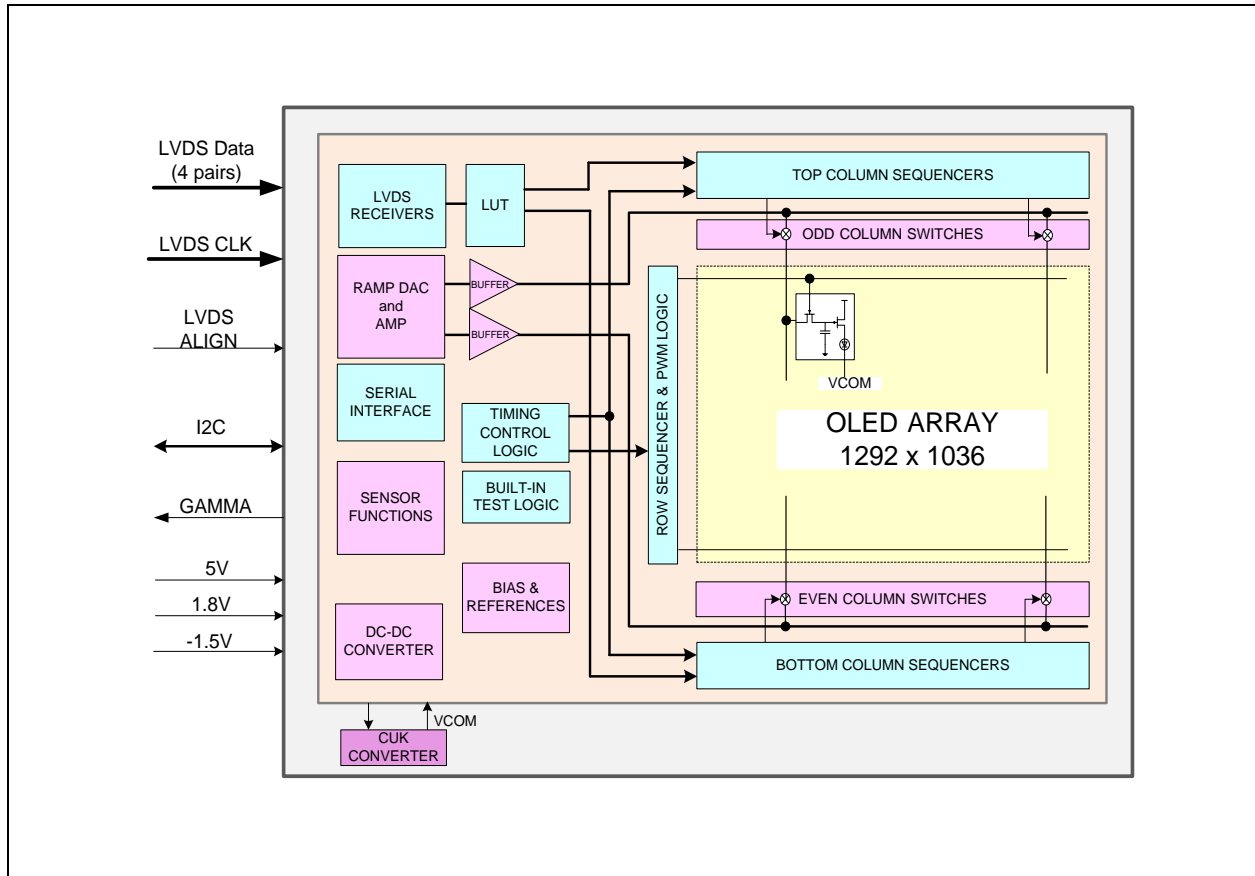 LVDS Data
(4 pairs)
LVDS CLK
LVDS
ALIGN
I2C
GAMMA
5V
1.8V
-1.5V
LVDS
RECEIVERS
LUT
RAMP DAC
and
AMP
BUFFER
BUFFER
SERIAL
INTERFACE
TIMING
CONTROL
LOGIC
SENSOR
FUNCTIONS
BUILT-IN
TEST LOGIC
BIAS &
REFERENCES
DC-DC
CONVERTER
VCOM
CUK
CONVERTER
ROW SEQUENCER & PWM LOGIC
TOP COLUMN SEQUENCERS
ODD COLUMN SWITCHES
VCOM
OLED ARRAY
1292 x 1036
EVEN COLUMN SWITCHES
BOTTOM COLUMN SEQUENCERS